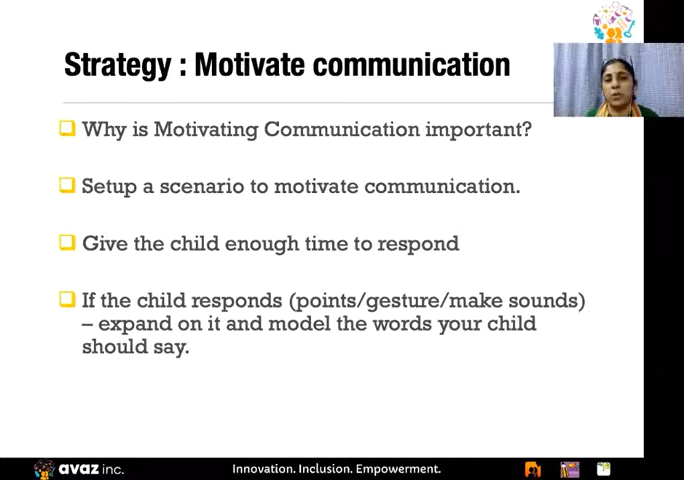 Strategy : Motivate communication
Why is Motivating Communication important?
Setup a scenario to motivate communication.
Give the child enough time to respond
If the child responds (points/gesture/make sounds)
– expand on it and model the words your child
should say.
avaz inc.
Innovation. Inclusion. Empowerment.